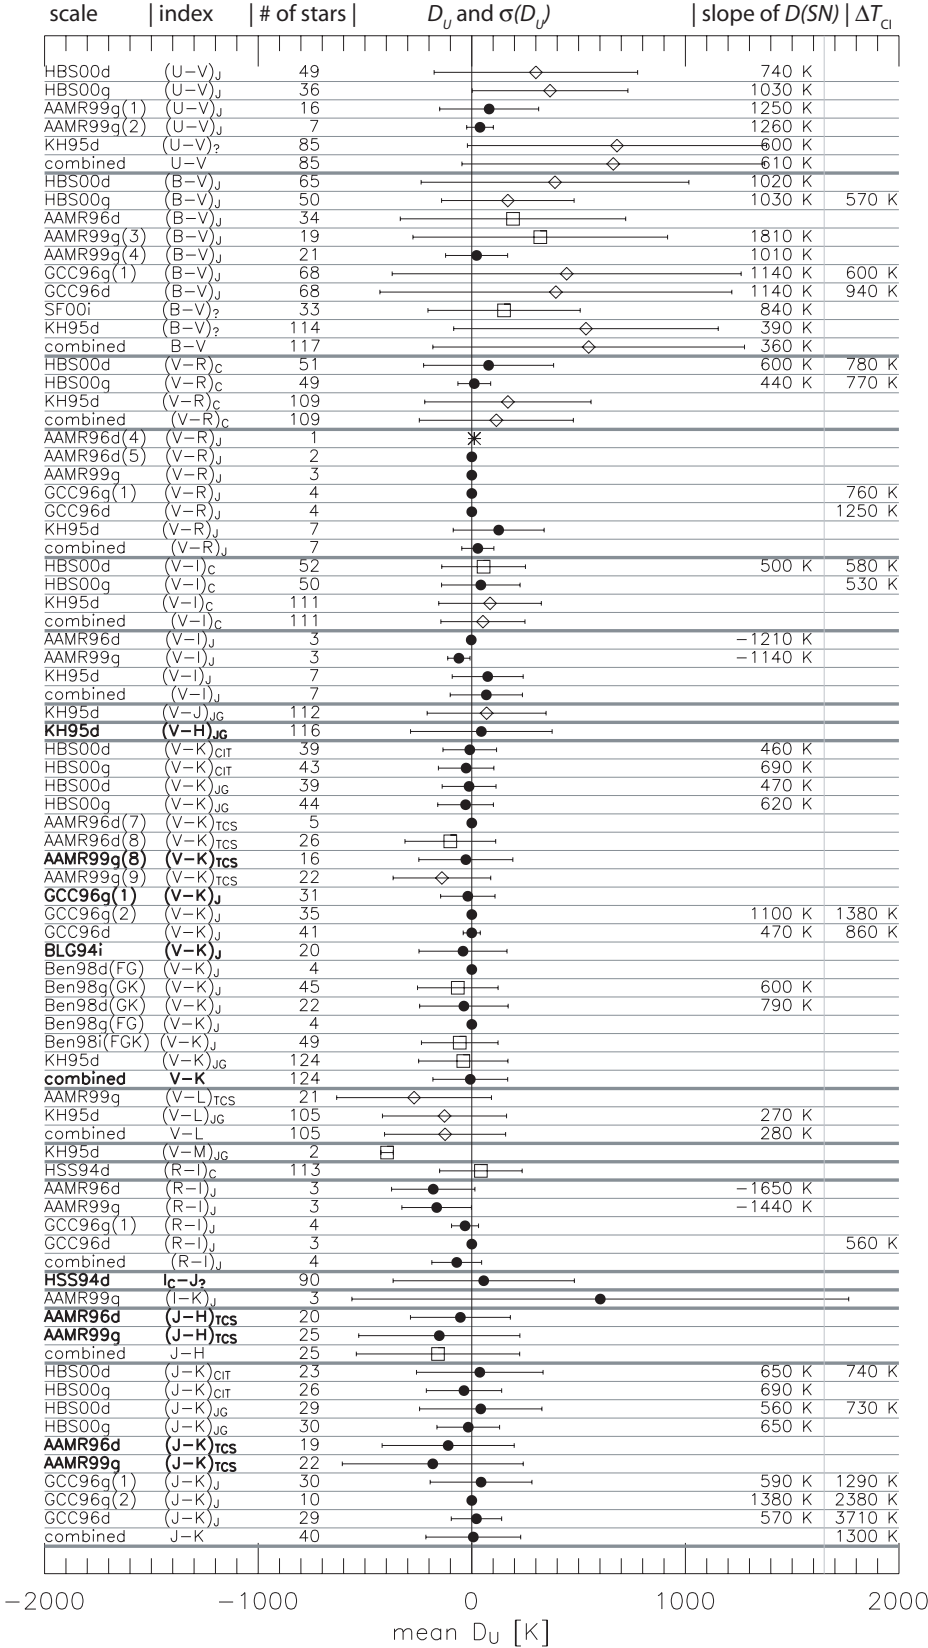 scale | index | # of stars | D_U and σ(D_U) | slope of D(SN) | ΔT_CI
HBS00d (U−V)_J 49 740 K
HBS00g (U−V)_J 36 1030 K
AAMR99g(1) (U−V)_J 16 1250 K
AAMR99g(2) (U−V)_J 7 1260 K
KH95d (U−V)_? 85 600 K
combined U−V 85 610 K
HBS00d (B−V)_J 65 1020 K
HBS00g (B−V)_J 50 1030 K 570 K
AAMR96d (B−V)_J 34
AAMR99g(3) (B−V)_J 19 1810 K
AAMR99g(4) (B−V)_J 21 1010 K
GCC96g(1) (B−V)_J 68 1140 K 600 K
GCC96d (B−V)_J 68 1140 K 940 K
SF00i (B−V)_? 33 840 K
KH95d (B−V)_? 114 390 K
combined B−V 117 360 K
HBS00d (V−R)_C 51 600 K 780 K
HBS00g (V−R)_C 49 440 K 770 K
KH95d (V−R)_C 109
combined (V−R)_C 109
AAMR96d(4) (V−R)_J 1
AAMR96d(5) (V−R)_J 2
AAMR99g (V−R)_J 3
GCC96g(1) (V−R)_J 4 760 K
GCC96d (V−R)_J 4 1250 K
KH95d (V−R)_J 7
combined (V−R)_J 7
HBS00d (V−I)_C 52 500 K 580 K
HBS00g (V−I)_C 50 530 K
KH95d (V−I)_C 111
combined (V−I)_C 111
AAMR96d (V−I)_J 3 −1210 K
AAMR99g (V−I)_J 3 −1140 K
KH95d (V−I)_J 7
combined (V−I)_J 7
KH95d (V−J)_JG 112
KH95d (V−H)_JG 116
HBS00d (V−K)_CIT 39 460 K
HBS00g (V−K)_CIT 43 690 K
HBS00d (V−K)_JG 39 470 K
HBS00g (V−K)_JG 44 620 K
AAMR96d(7) (V−K)_TCS 5
AAMR96d(8) (V−K)_TCS 26
AAMR99g(8) (V−K)_TCS 16
AAMR99g(9) (V−K)_TCS 22
GCC96g(1) (V−K)_J 31
GCC96g(2) (V−K)_J 35 1100 K 1380 K
GCC96d (V−K)_J 41 470 K 860 K
BLG94i (V−K)_J 20
Ben98d(FG) (V−K)_J 4
Ben98g(GK) (V−K)_J 45 600 K
Ben98d(GK) (V−K)_J 22 790 K
Ben98g(FG) (V−K)_J 4
Ben98i(FGK) (V−K)_J 49
KH95d (V−K)_JG 124
combined V−K 124
AAMR99g (V−L)_TCS 21
KH95d (V−L)_JG 105 270 K
combined V−L 105 280 K
KH95d (V−M)_JG 2
HSS94d (R−I)_C 113
AAMR96d (R−I)_J 3 −1650 K
AAMR99g (R−I)_J 3 −1440 K
GCC96g(1) (R−I)_J 4
GCC96d (R−I)_J 3 560 K
combined (R−I)_J 4
HSS94d I_C−J_? 90
AAMR99g (I−K)_J 3
AAMR96d (J−H)_TCS 20
AAMR99g (J−H)_TCS 25
combined J−H 25
HBS00d (J−K)_CIT 23 650 K 740 K
HBS00g (J−K)_CIT 26 690 K
HBS00d (J−K)_JG 29 560 K 730 K
HBS00g (J−K)_JG 30 650 K
AAMR96d (J−K)_TCS 19
AAMR99g (J−K)_TCS 22
GCC96g(1) (J−K)_J 30 590 K 1290 K
GCC96g(2) (J−K)_J 10 1380 K 2380 K
GCC96d (J−K)_J 29 570 K 3710 K
combined J−K 40 1300 K
−2000 −1000 0 1000 2000
mean D_U [K]